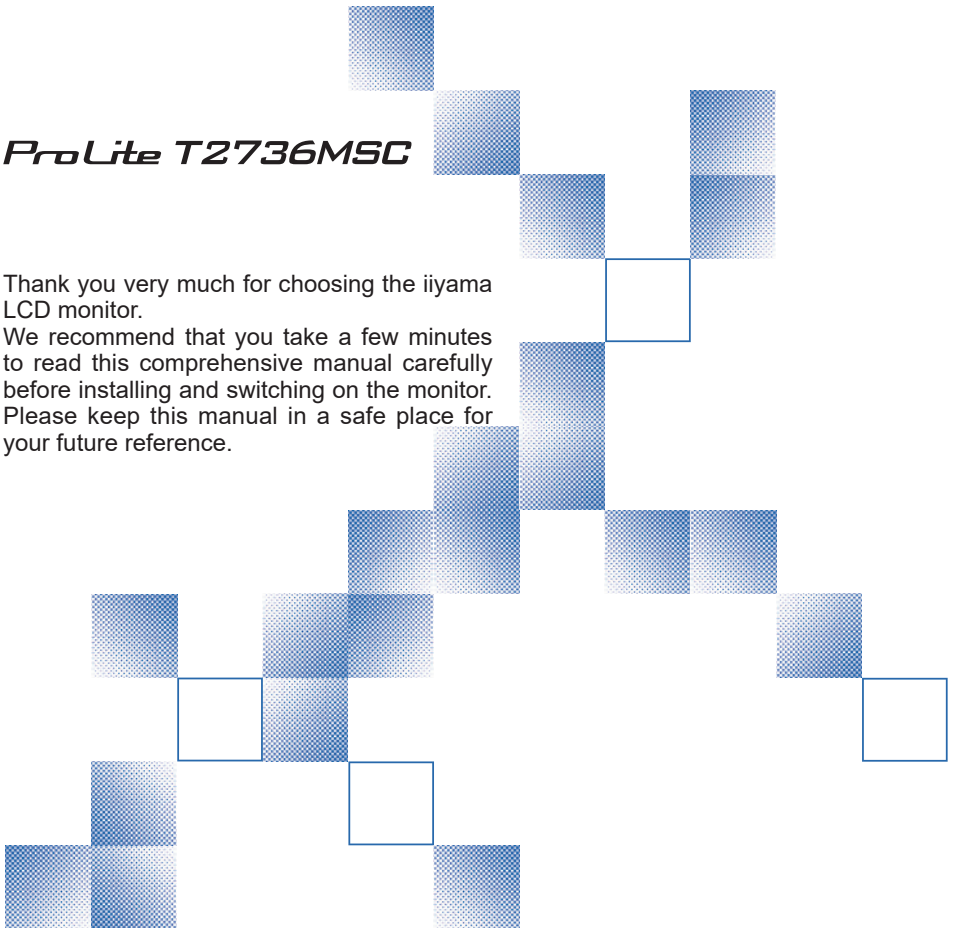 ProLite T2736MSC
Thank you very much for choosing the iiyama
LCD monitor.
We recommend that you take a few minutes
to read this comprehensive manual carefully
before installing and switching on the monitor.
Please keep this manual in a safe place for
your future reference.